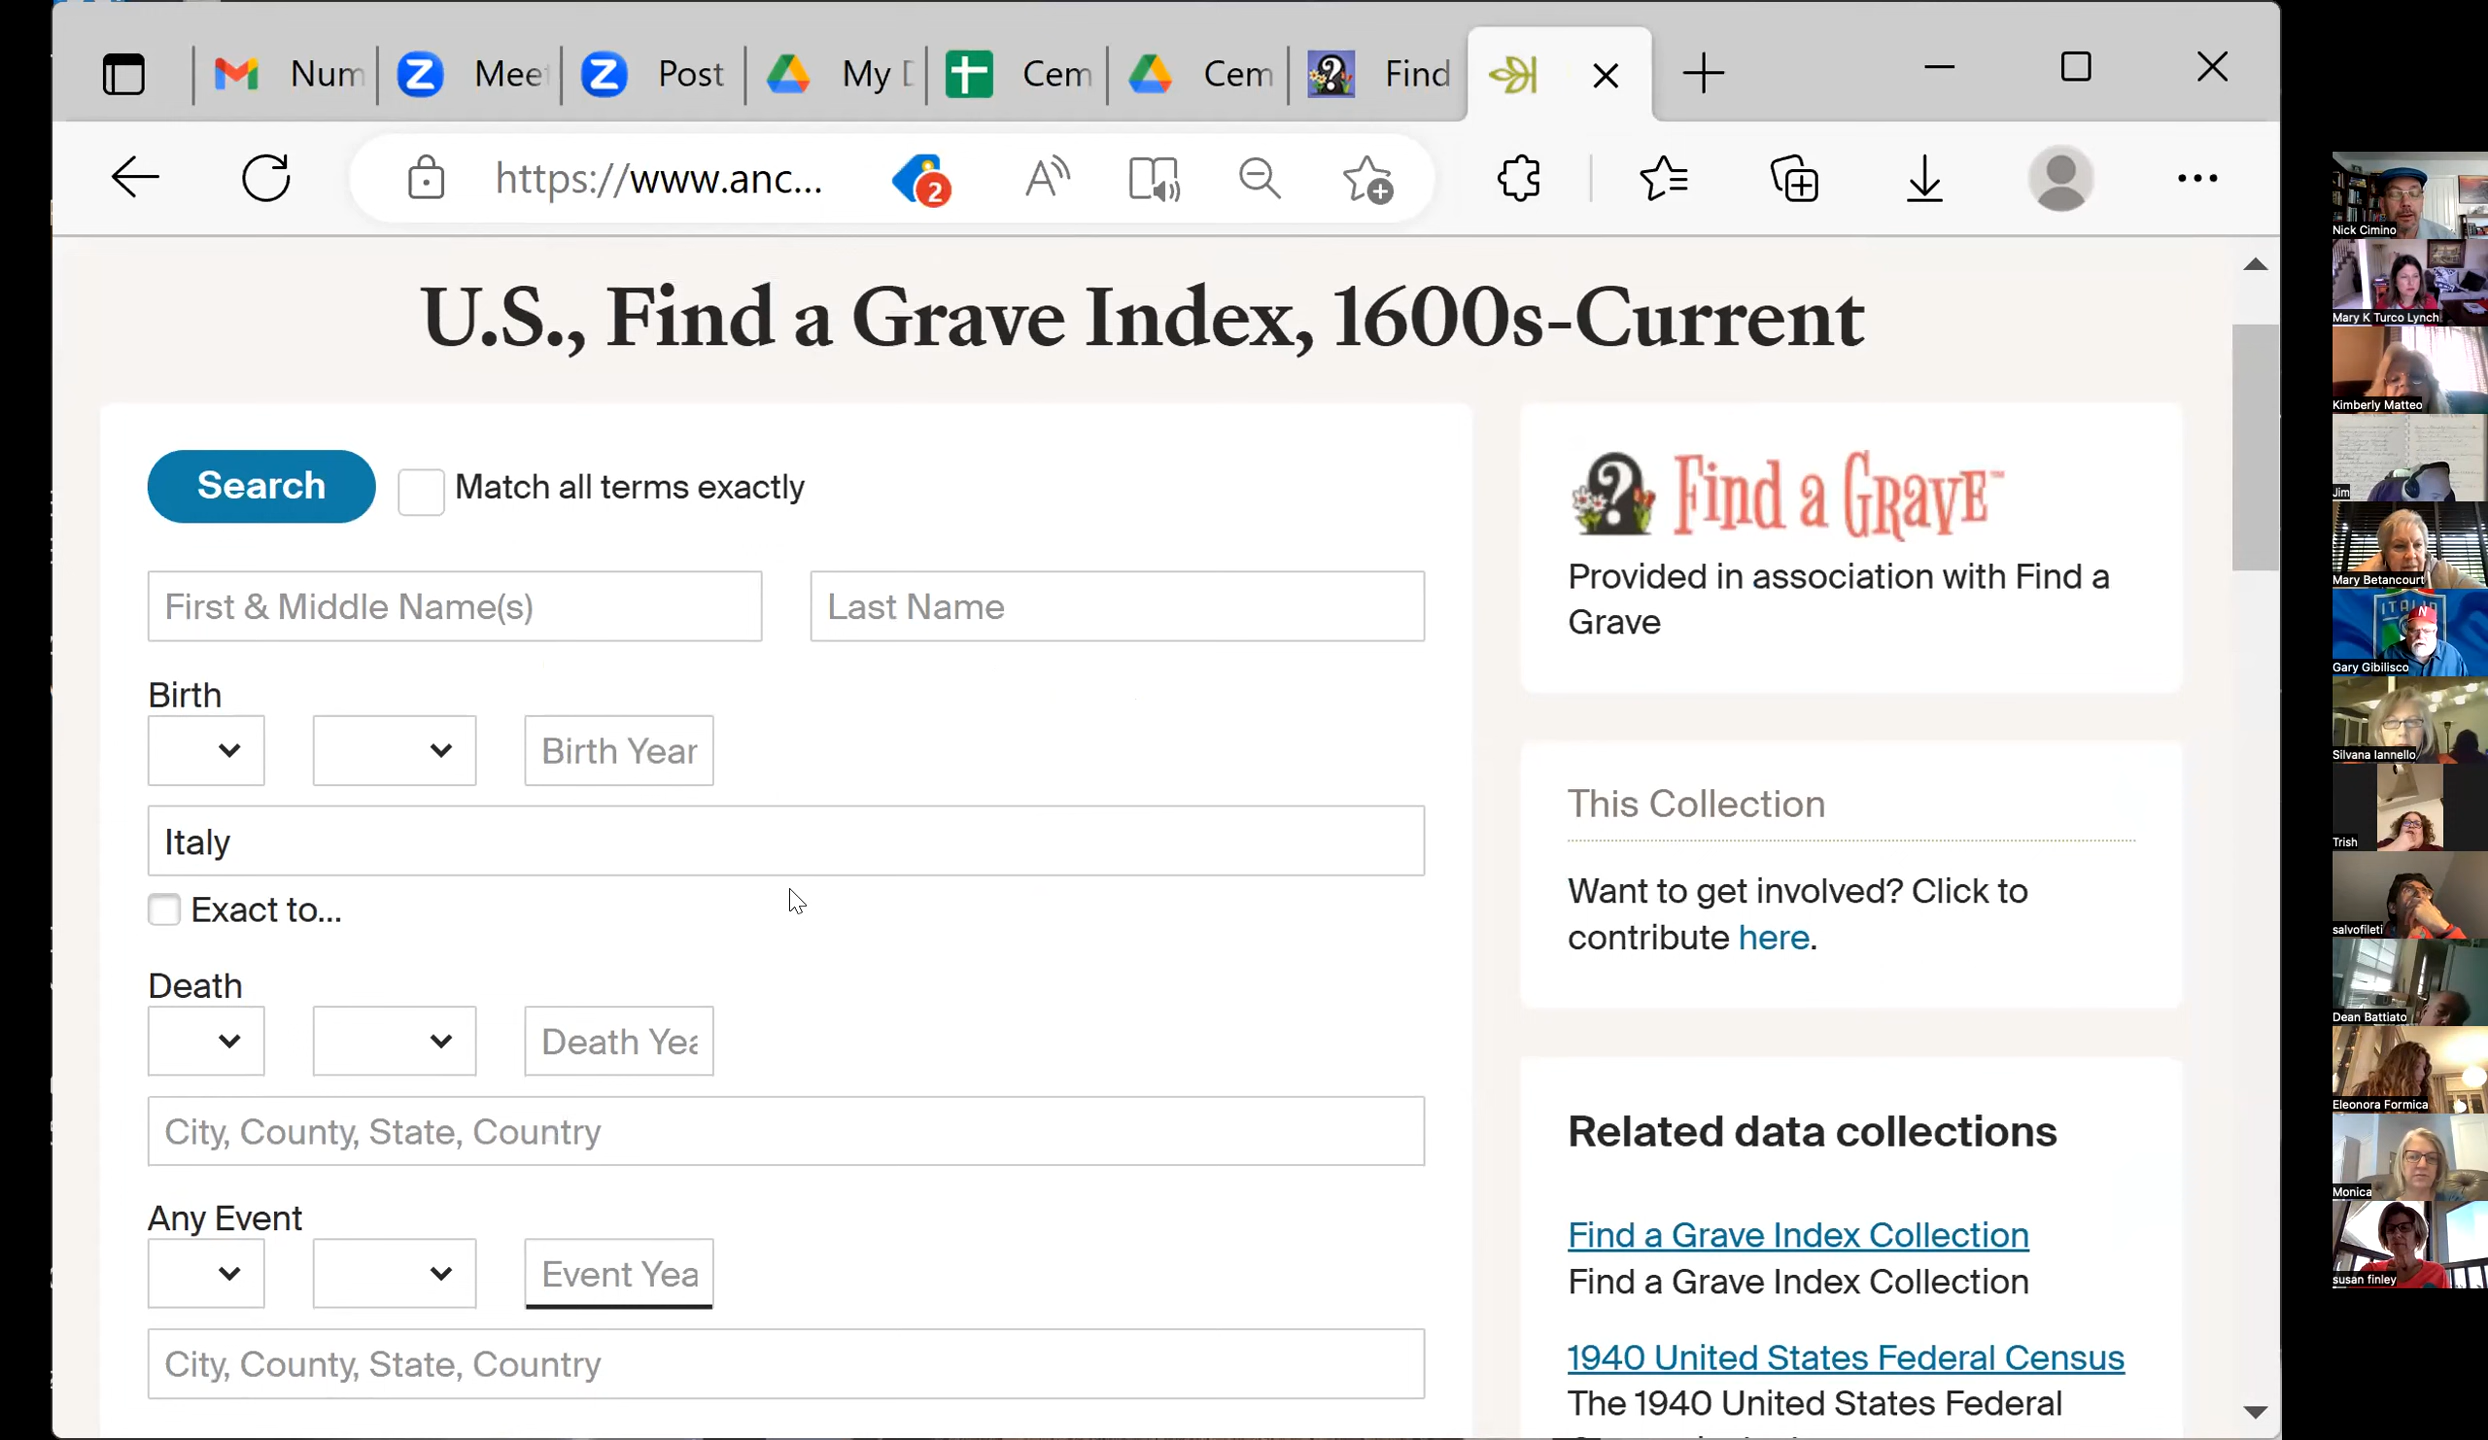 Num
Mee
Post
My D
Cem
Cem
Find
https://www.anc...
2
U.S., Find a Grave Index, 1600s-Current
Search
Match all terms exactly
First & Middle Name(s)
Last Name
Birth
Birth Year
Italy
Exact to...
Death
Death Yea
City, County, State, Country
Any Event
Event Yea
City, County, State, Country
Find a Grave™
Provided in association with Find a
Grave
This Collection
Want to get involved? Click to
contribute here.
Related data collections
Find a Grave Index Collection
Find a Grave Index Collection
1940 United States Federal Census
The 1940 United States Federal
Nick Cimino
Mary K Turco Lynch
Kimberly Matteo
Jim
Mary Betancourt
ITALIA
N
Gary Gibilisco
Silvana Iannello
Trish
salvofileti
Dean Battiato
Eleonora Formica
Monica
susan finley